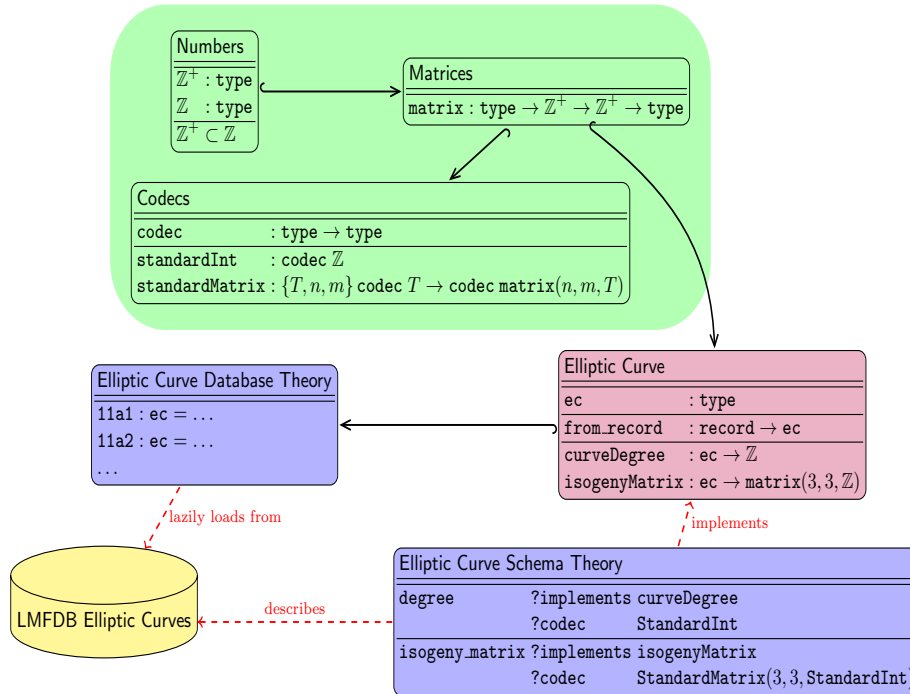 Numbers
ℤ⁺ : type
ℤ : type
ℤ⁺ ⊂ ℤ
Matrices
matrix : type → ℤ⁺ → ℤ⁺ → type
Codecs
codec : type → type
standardInt : codec ℤ
standardMatrix : {T, n, m} codec T → codec matrix(n, m, T)
Elliptic Curve Database Theory
11a1 : ec = …
11a2 : ec = …
…
Elliptic Curve
ec : type
from_record : record → ec
curveDegree : ec → ℤ
isogenyMatrix : ec → matrix(3, 3, ℤ)
lazily loads from
implements
LMFDB Elliptic Curves
describes
Elliptic Curve Schema Theory
degree ?implements curveDegree
?codec StandardInt
isogeny_matrix ?implements isogenyMatrix
?codec StandardMatrix(3, 3, StandardInt)